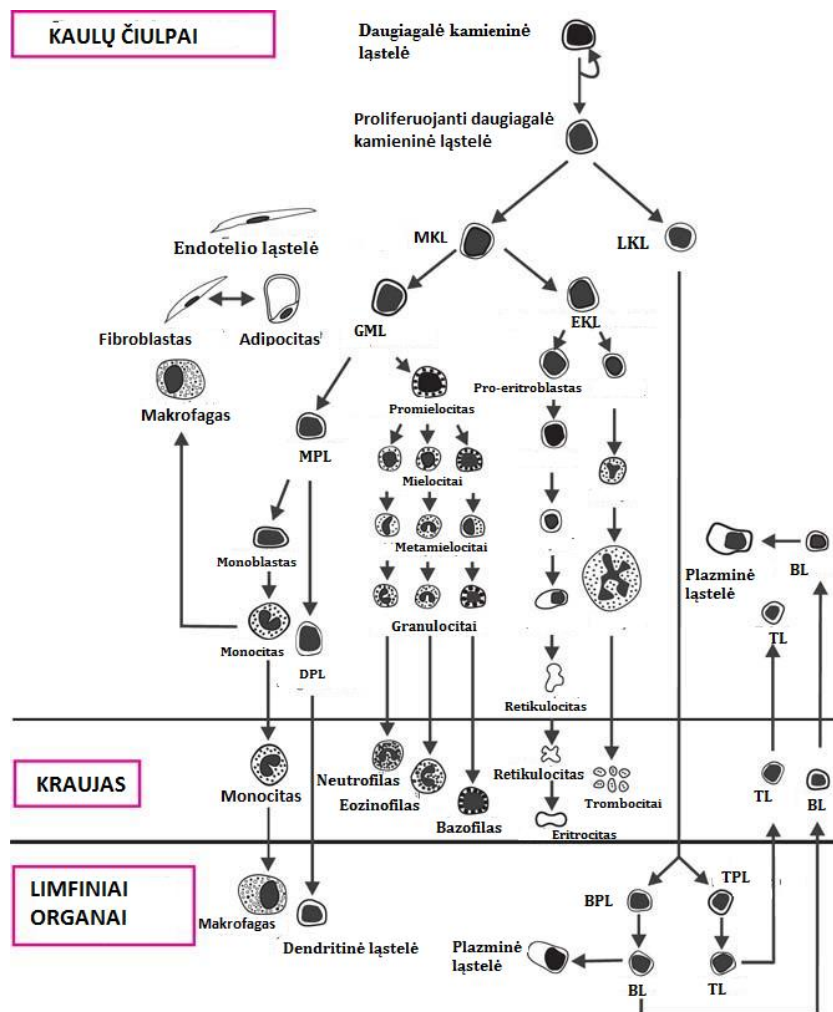 KAULŲ ČIULPAI
Daugiagalė kamieninė
ląstelė
Proliferuojanti daugiagalė
kamieninė ląstelė
MKL
LKL
Endotelio ląstelė
Fibroblastas
Adipocitas
GML
EKL
Makrofagas
Promielocitas
Pro-eritroblastas
MPL
Mielocitai
Monoblastas
Metamielocitai
Plazminė
ląstelė
BL
Granulocitai
TL
Monocitas
DPL
Retikulocitas
KRAUJAS
Monocitas
Neutrofilas
Eozinofilas
Bazofilas
Retikulocitas
Eritrocitas
Trombocitai
TL
BL
LIMFINIAI
ORGANAI
Makrofagas
Dendritinė ląstelė
BPL
TPL
Plazminė
ląstelė
BL
TL